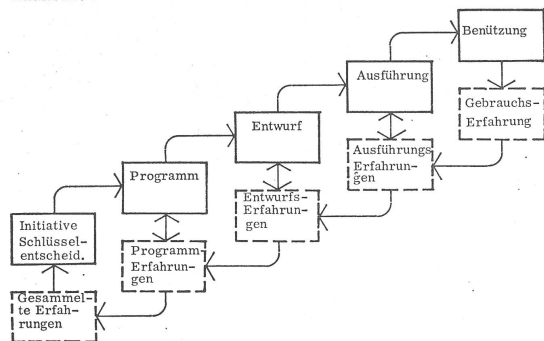 Benützung
Ausführung
Gebrauchs-
Erfahrung
Entwurf
Ausführungs
Erfahrun-
gen
Programm
Entwurfs-
Erfahrun-
gen
Initiative
Schlüssel-
entscheid.
Programm-
Erfahrun-
gen
Gesammel-
te Erfah-
rungen